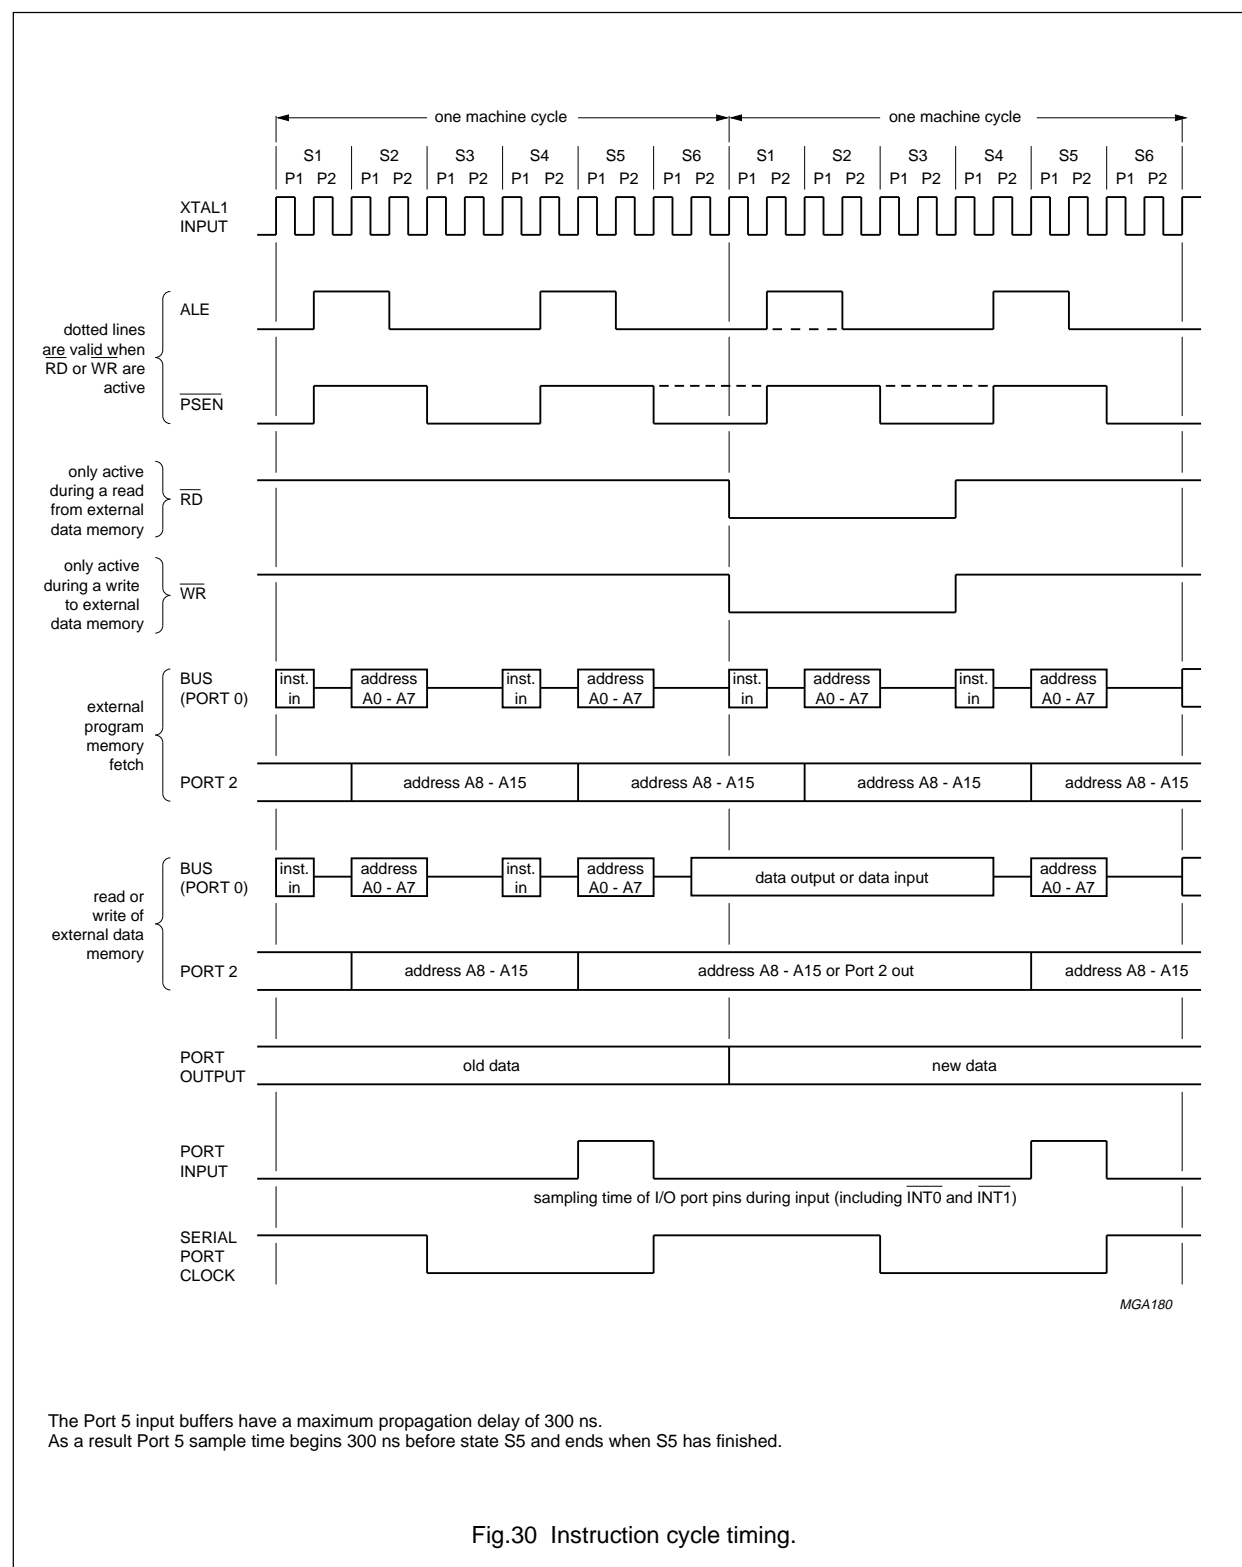 one machine cycle one machine cycle
S1 S2 S3 S4 S5 S6 S1 S2 S3 S4 S5 S6
P1 P2 P1 P2 P1 P2 P1 P2 P1 P2 P1 P2 P1 P2 P1 P2 P1 P2 P1 P2 P1 P2 P1 P2
XTAL1
INPUT
dotted lines
are valid when
RD or WR are
active
ALE
PSEN
only active
during a read
from external
data memory
RD
only active
during a write
to external
data memory
WR
external
program
memory
fetch
BUS
(PORT 0)
inst. address inst. address inst. address inst. address
in A0 - A7 in A0 - A7 in A0 - A7 in A0 - A7
PORT 2
address A8 - A15 address A8 - A15 address A8 - A15 address A8 - A15
read or
write of
external data
memory
BUS
(PORT 0)
inst. address inst. address data output or data input address
in A0 - A7 in A0 - A7 A0 - A7
PORT 2
address A8 - A15 address A8 - A15 or Port 2 out address A8 - A15
PORT
OUTPUT
old data new data
PORT
INPUT
sampling time of I/O port pins during input (including INT0 and INT1)
SERIAL
PORT
CLOCK
MGA180
The Port 5 input buffers have a maximum propagation delay of 300 ns.
As a result Port 5 sample time begins 300 ns before state S5 and ends when S5 has finished.
Fig.30 Instruction cycle timing.